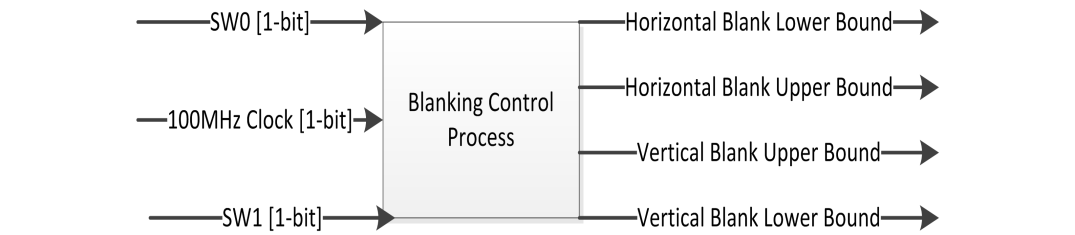 SW0 [1-bit]
100MHz Clock [1-bit]
SW1 [1-bit]
Blanking Control
Process
Horizontal Blank Lower Bound
Horizontal Blank Upper Bound
Vertical Blank Upper Bound
Vertical Blank Lower Bound